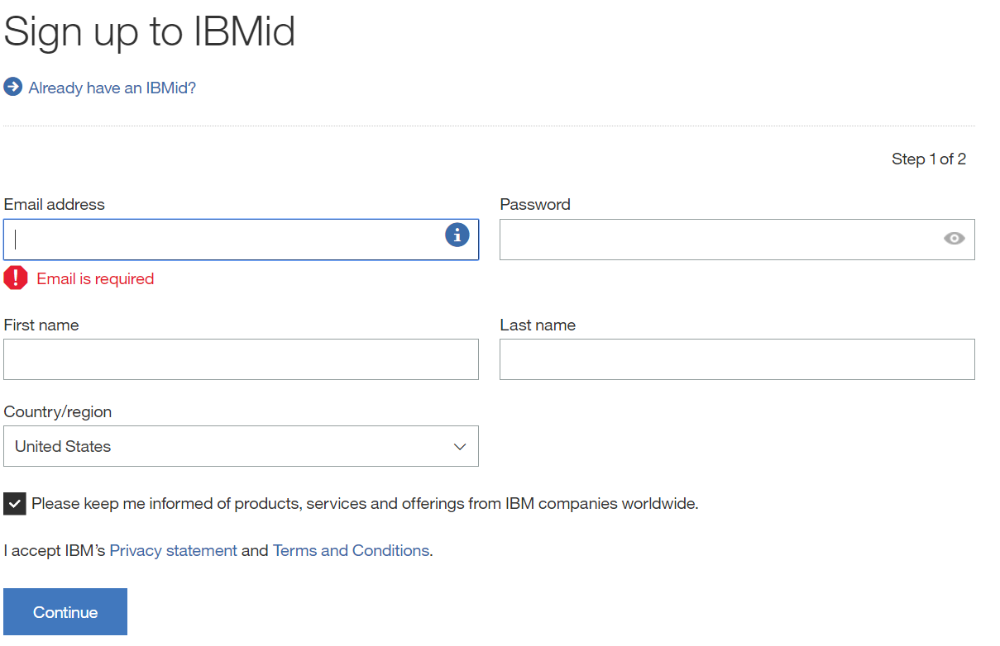 Sign up to IBMid
Already have an IBMid?
Step 1 of 2
Email address
Password
Email is required
First name
Last name
Country/region
United States
Please keep me informed of products, services and offerings from IBM companies worldwide.
I accept IBM's Privacy statement and Terms and Conditions.
Continue